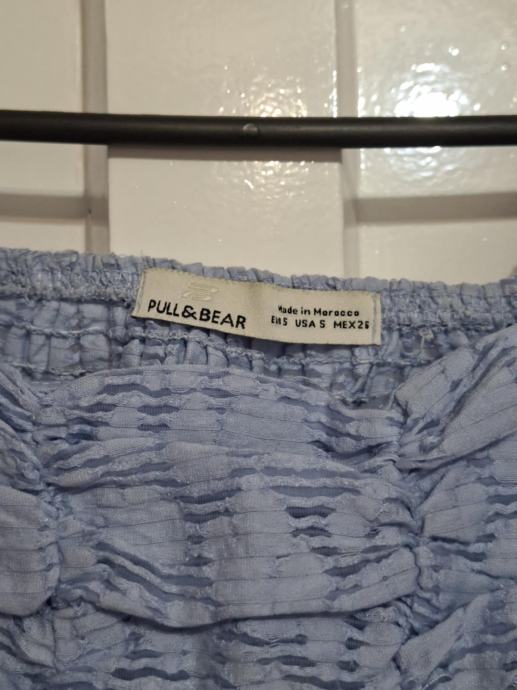 PULL&BEAR
Made in Morocco
EUR S USA S MEX 26